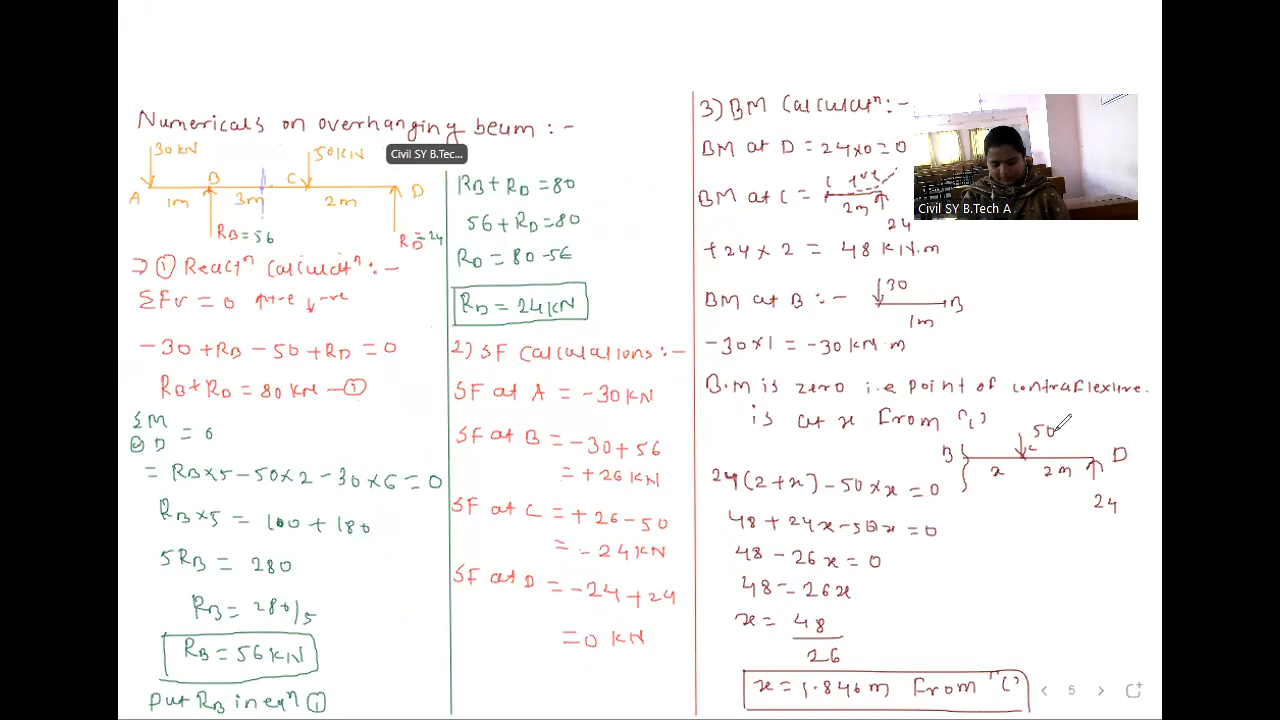 Numericals on overhanging beam :-
30 kN
50 KN
Civil SY B.Tec...
A B C D
1m 3m 2m
RB = 56
RD = 24
⇒ ① Reactn Calculatn :-
ΣFv = 0 ↑+ve ↓-ve
-30 + RB - 50 + RD = 0
RB + RD = 80 kN —①
ΣM @ D = 0
= RB×5 - 50×2 - 30×6 = 0
RB×5 = 100 + 180
5RB = 280
RB = 280/5
RB = 56 KN
Put RB in eqn ①
RB + RD = 80
56 + RD = 80
RD = 80 - 56
RD = 24 KN
2) SF Calculations :-
SF at A = -30 KN
SF at B = -30 + 56
= +26 KN
SF at C = +26 - 50
= - 24 KN
SF at D = -24 + 24
= 0 KN
3) BM Calculatn :-
BM at D = 24×0 = 0
BM at C = C +ve
2m
24
+24 × 2 = 48 KN.m
BM at B :- 30 B
1m
-30×1 = -30 KN.m
B.M is zero i.e point of contraflexure.
is at x from "C"
50
B C D
x 2m
24
24(2+x) - 50×x = 0
48 + 24x - 50x = 0
48 - 26x = 0
48 = 26x
x = 48
26
x = 1.846 m From "C"
Civil SY B.Tech A
5